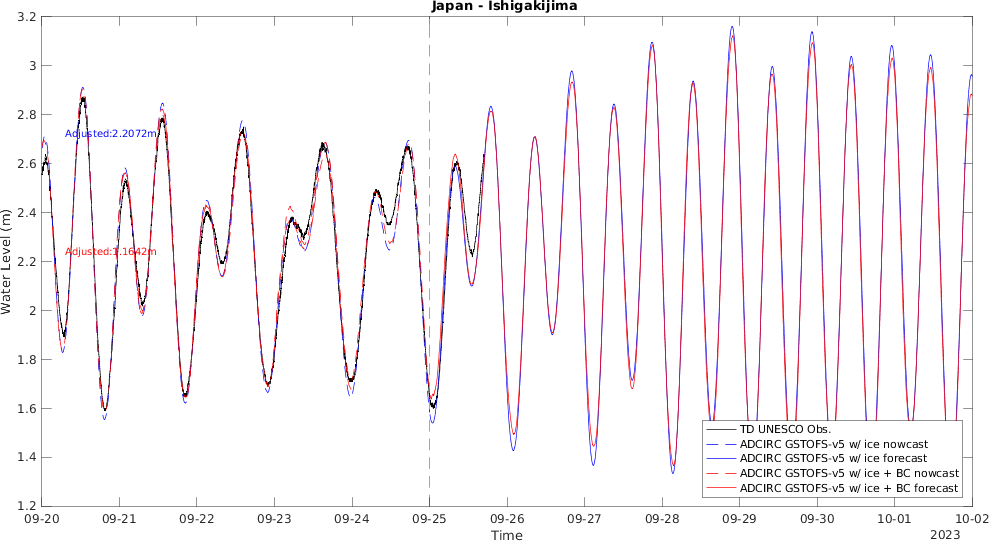 Japan - Ishigakijima
3.2
3
2.8
2.6
2.4
2.2
2
1.8
1.6
1.4
1.2
Water Level (m)
Adjusted:2.2072m
Adjusted:1.1642m
TD UNESCO Obs.
ADCIRC GSTOFS-v5 w/ ice nowcast
ADCIRC GSTOFS-v5 w/ ice forecast
ADCIRC GSTOFS-v5 w/ ice + BC nowcast
ADCIRC GSTOFS-v5 w/ ice + BC forecast
09-20 09-21 09-22 09-23 09-24 09-25 09-26 09-27 09-28 09-29 09-30 10-01 10-02
Time
2023